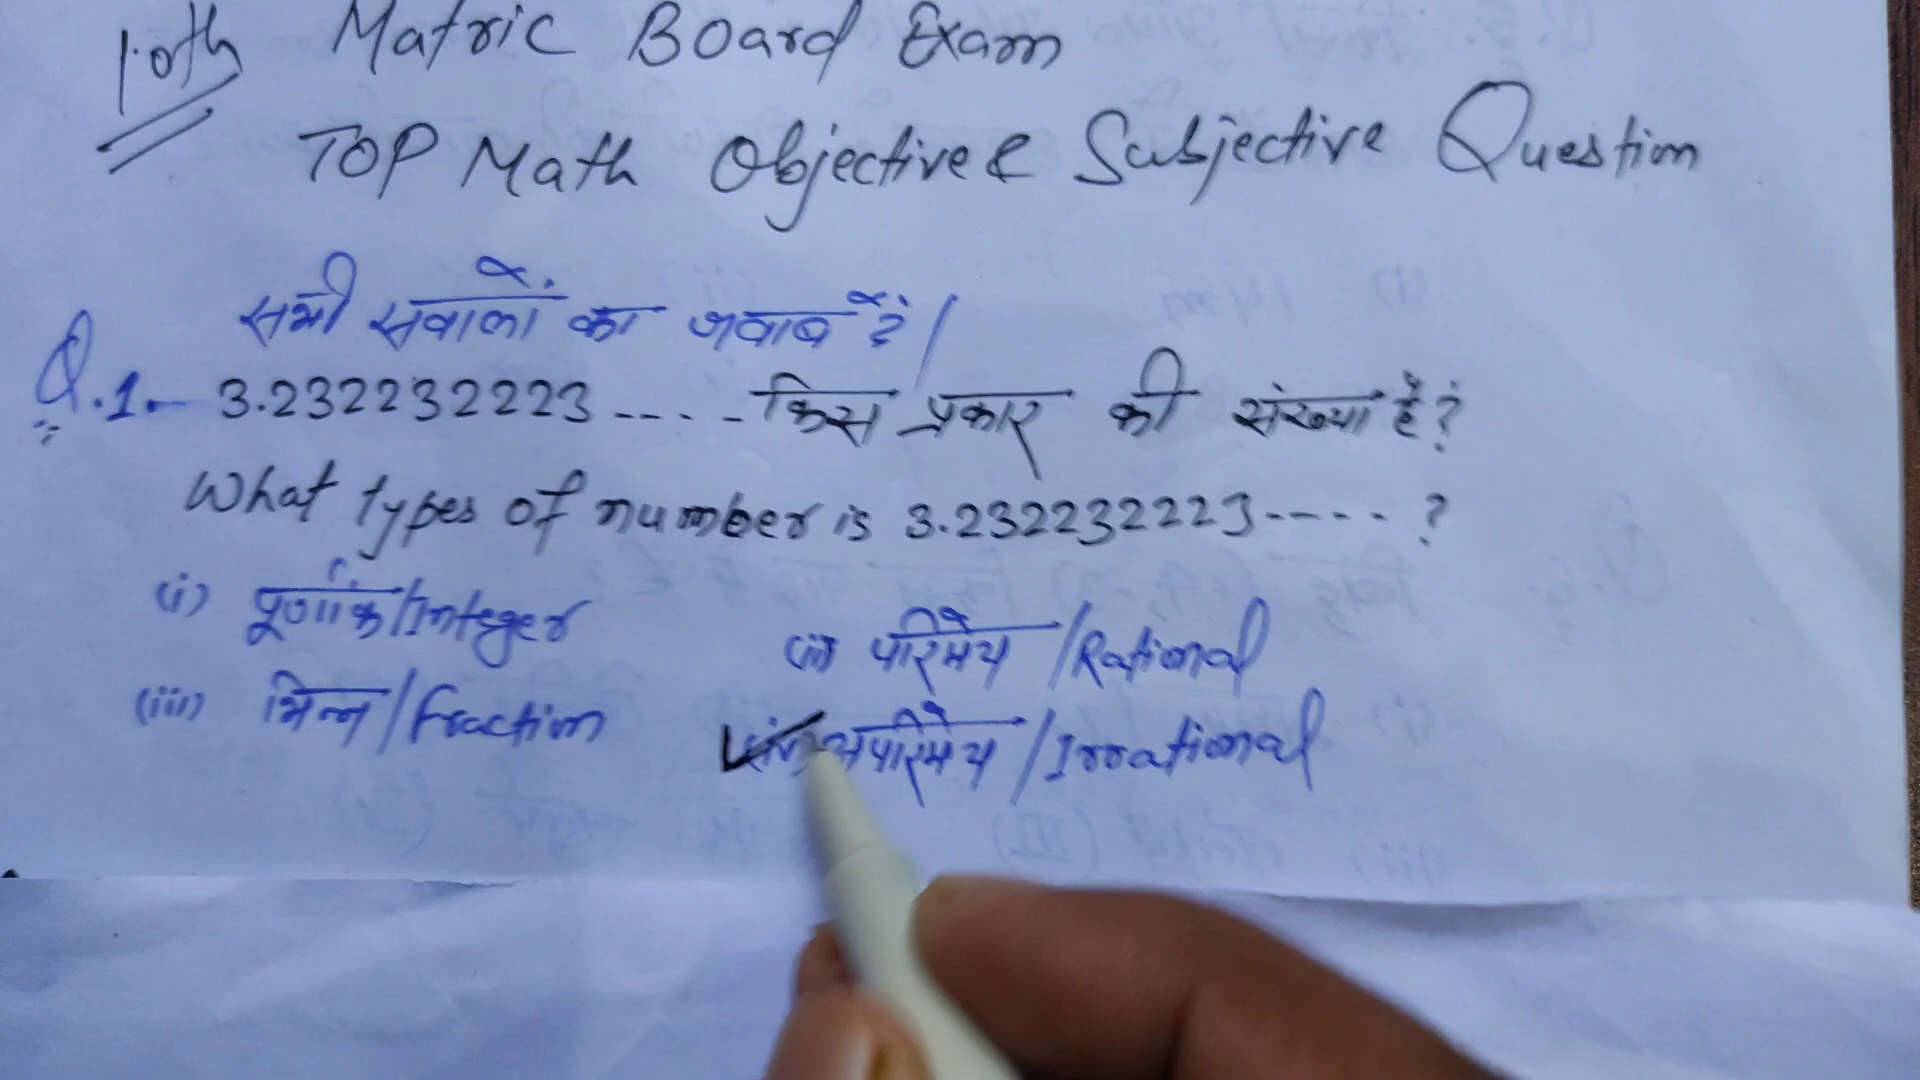 10th Matric Board Exam
TOP Math Objective & Subjective Question
सभी सवालों का जवाब दें।
Q.1- 3.232232223---- किस प्रकार की संख्या है?
What types of number is 3.232232223----?
(i) पूर्णांक/Integer (ii) परिमेय/Rational
(iii) भिन्न/Fraction (iv) अपरिमेय/Irrational